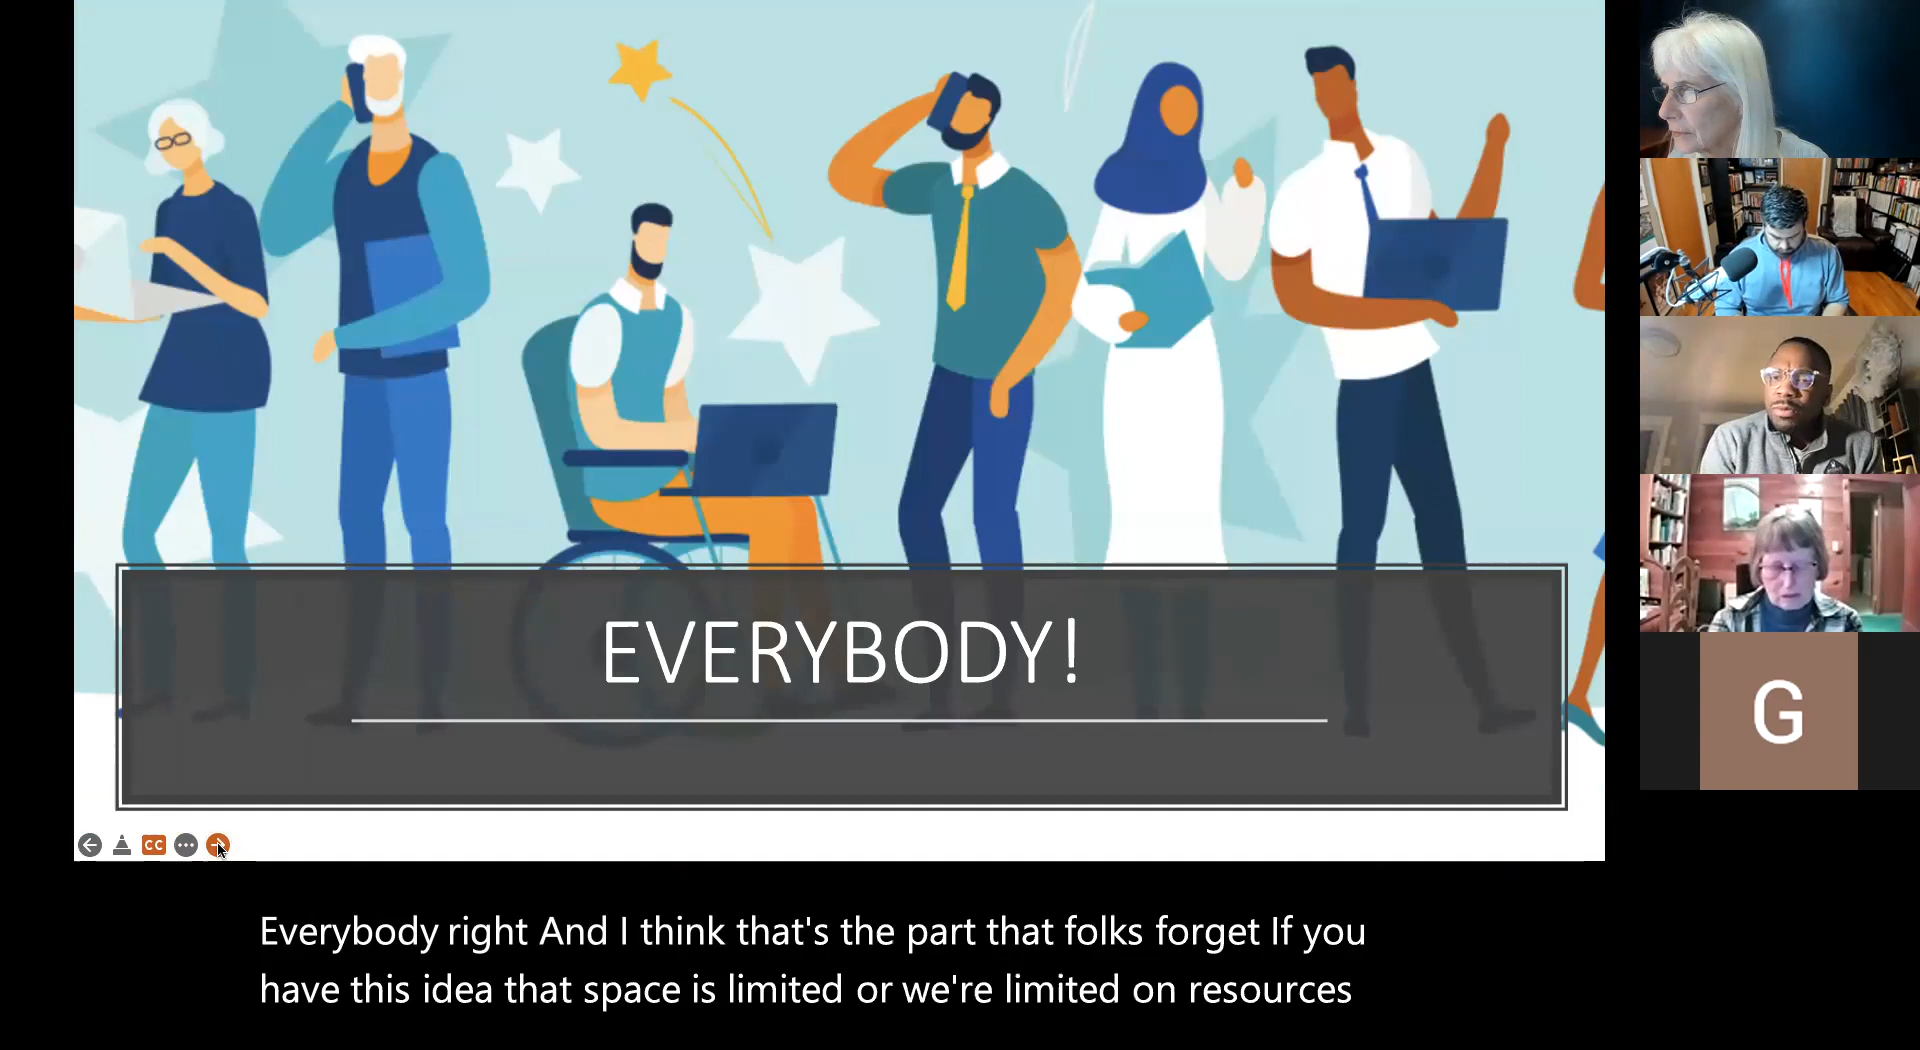 EVERYBODY!
G
CC
Everybody right And I think that's the part that folks forget If you
have this idea that space is limited or we're limited on resources